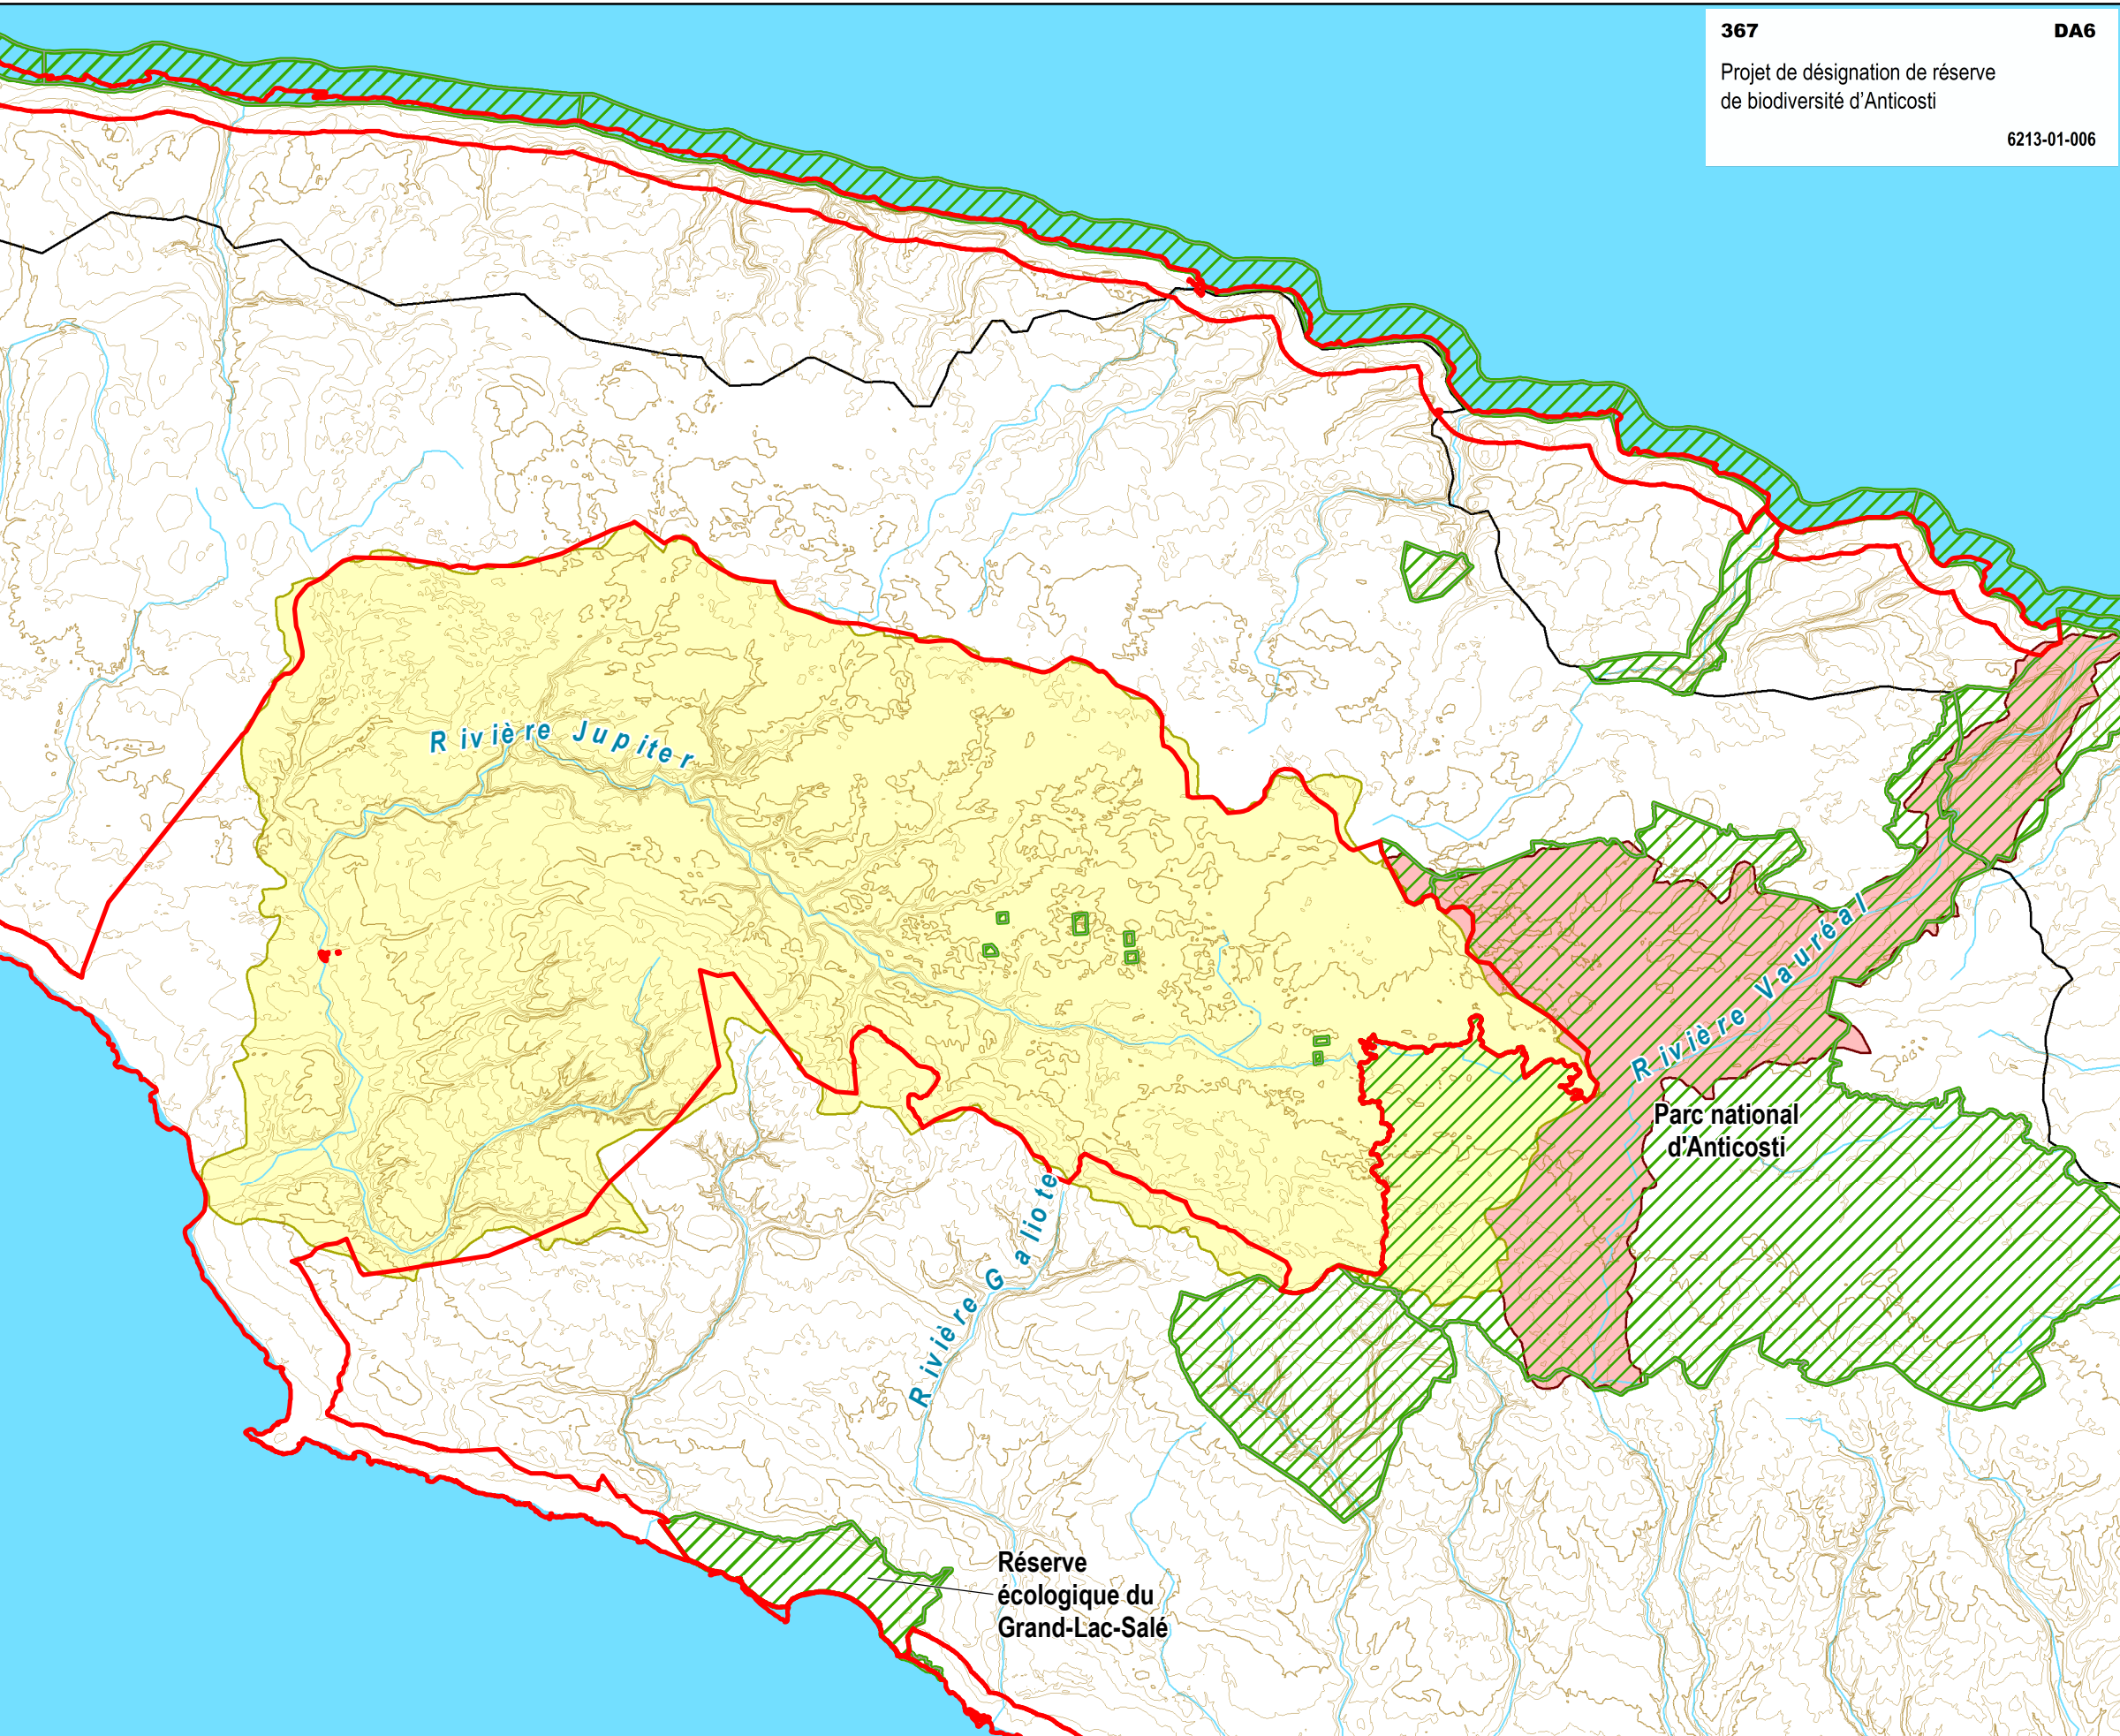 367 DA6
Projet de désignation de réserve
de biodiversité d'Anticosti
6213-01-006
Rivière Jupiter
Rivière Vauréal
Parc national
d'Anticosti
Rivière Galiote
Réserve
écologique du
Grand-Lac-Salé